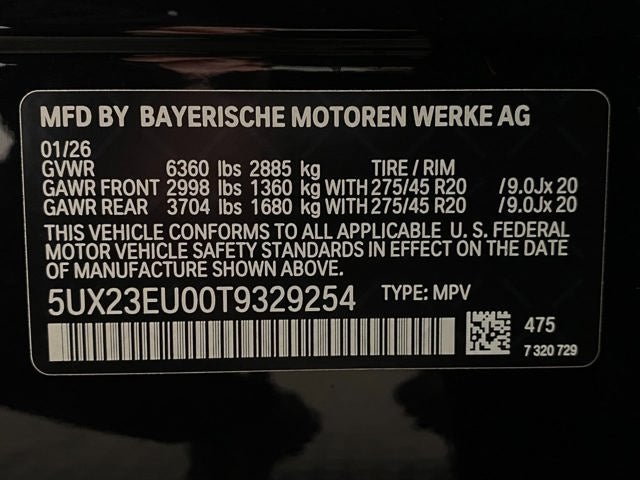 MFD BY BAYERISCHE MOTOREN WERKE AG
01/26
GVWR 6360 lbs 2885 kg TIRE / RIM
GAWR FRONT 2998 lbs 1360 kg WITH 275/45 R20 /9.0Jx 20
GAWR REAR 3704 lbs 1680 kg WITH 275/45 R20 /9.0Jx 20
THIS VEHICLE CONFORMS TO ALL APPLICABLE U. S. FEDERAL
MOTOR VEHICLE SAFETY STANDARDS IN EFFECT ON THE DATE
OF MANUFACTURE SHOWN ABOVE.
5UX23EU00T9329254 TYPE: MPV
475
7 320 729